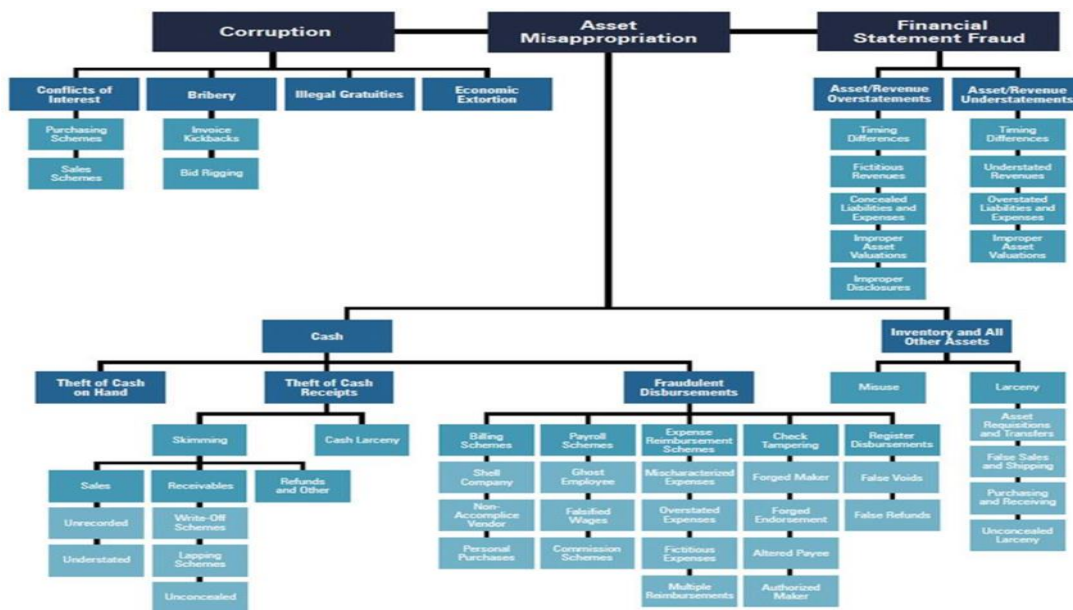 Corruption
Asset
Misappropriation
Financial
Statement Fraud
Conflicts of
Interest
Bribery
Illegal Gratuities
Economic
Extortion
Asset/Revenue
Overstatements
Asset/Revenue
Understatements
Purchasing
Schemes
Sales
Schemes
Invoice
Kickbacks
Bid Rigging
Timing
Differences
Fictitious
Revenues
Concealed
Liabilities and
Expenses
Improper
Asset
Valuations
Improper
Disclosures
Timing
Differences
Understated
Revenues
Overstated
Liabilities and
Expenses
Improper
Asset
Valuations
Cash
Inventory and All
Other Assets
Theft of Cash
on Hand
Theft of Cash
Receipts
Fraudulent
Disbursements
Misuse
Larceny
Skimming
Cash Larceny
Sales
Receivables
Refunds
and Other
Unrecorded
Understated
Write-Off
Schemes
Lapping
Schemes
Unconcealed
Billing
Schemes
Shell
Company
Non-
Accomplice
Vendor
Personal
Purchases
Payroll
Schemes
Ghost
Employee
Falsified
Wages
Commission
Schemes
Expense
Reimbursement
Schemes
Mischaracterized
Expenses
Overstated
Expenses
Fictitious
Expenses
Multiple
Reimbursements
Check
Tampering
Forged Maker
Forged
Endorsement
Altered Payee
Authorized
Maker
Register
Disbursements
False Voids
False Refunds
Asset
Requisitions
and Transfers
False Sales
and Shipping
Purchasing
and Receiving
Unconcealed
Larceny